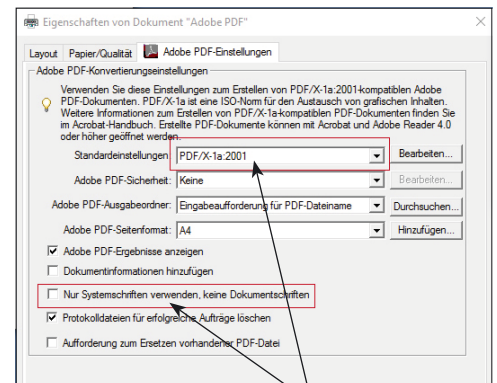 Eigenschaften von Dokument "Adobe PDF"
Layout Papier/Qualität Adobe PDF-Einstellungen
Adobe PDF-Konvertierungseinstellungen
Verwenden Sie diese Einstellungen zum Erstellen von PDF/X-1a:2001-kompatiblen Adobe
PDF-Dokumenten. PDF/X-1a ist eine ISO-Norm für den Austausch von grafischen Inhalten.
Weitere Informationen zum Erstellen von PDF/X-1a-kompatiblen PDF-Dokumenten finden Sie
im Acrobat-Handbuch. Erstellte PDF-Dokumente können mit Acrobat und Adobe Reader 4.0
oder höher geöffnet werden.
Standardeinstellungen: PDF/X-1a:2001 Bearbeiten...
Adobe PDF-Sicherheit: Keine Bearbeiten...
Adobe PDF-Ausgabeordner: Eingabeaufforderung für PDF-Dateiname Durchsuchen...
Adobe PDF-Seitenformat: A4 Hinzufügen...
Adobe PDF-Ergebnisse anzeigen
Dokumentinformationen hinzufügen
Nur Systemschriften verwenden, keine Dokumentschriften
Protokolldateien für erfolgreiche Aufträge löschen
Aufforderung zum Ersetzen vorhandener PDF-Datei